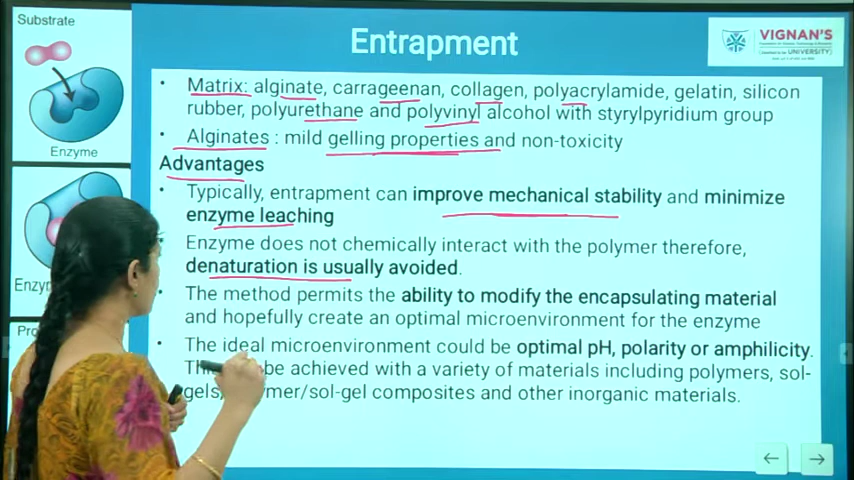 Substrate
Enzyme
Entrapment
VIGNAN'S
UNIVERSITY
• Matrix: alginate, carrageenan, collagen, polyacrylamide, gelatin, silicon
rubber, polyurethane and polyvinyl alcohol with styrylpyridium group
• Alginates : mild gelling properties and non-toxicity
Advantages
• Typically, entrapment can improve mechanical stability and minimize
enzyme leaching
Enzyme does not chemically interact with the polymer therefore,
denaturation is usually avoided.
• The method permits the ability to modify the encapsulating material
and hopefully create an optimal microenvironment for the enzyme
• The ideal microenvironment could be optimal pH, polarity or amphilicity.
be achieved with a variety of materials including polymers, sol-
gels, composites and other inorganic materials.